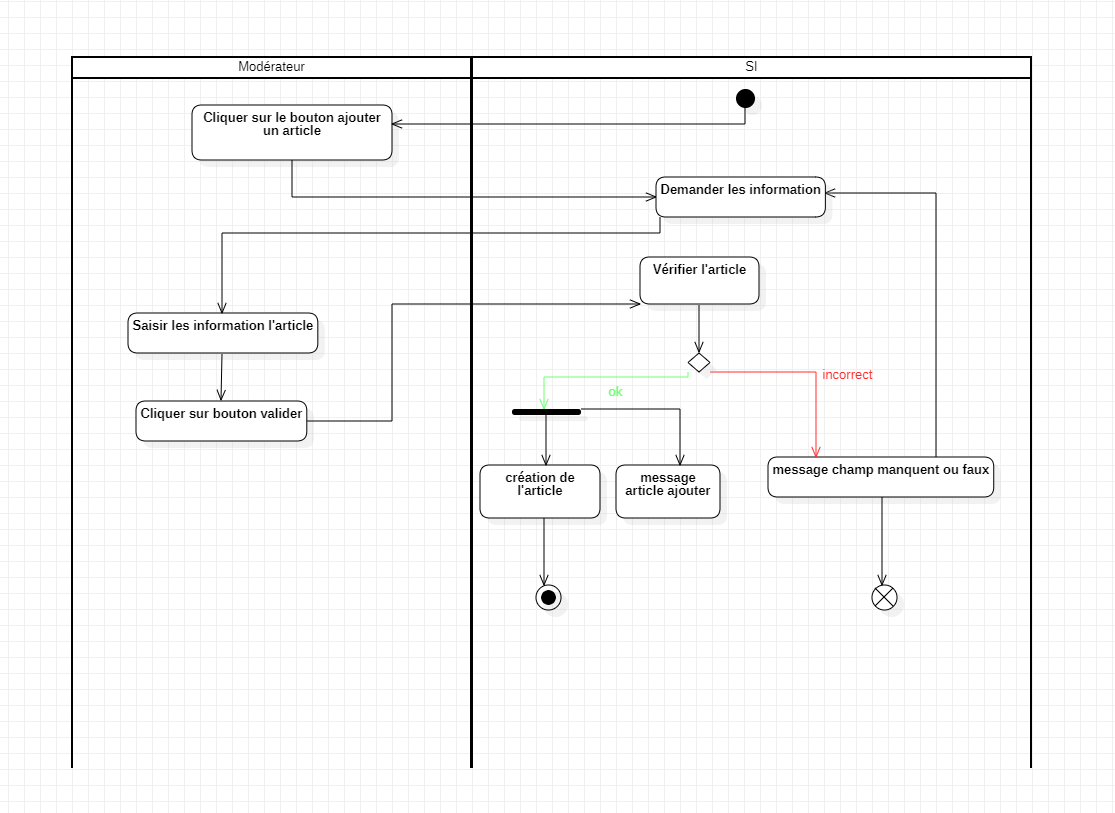 Modérateur
SI
Cliquer sur le bouton ajouter
un article
Demander les information
Vérifier l'article
Saisir les information l'article
incorrect
ok
Cliquer sur bouton valider
création de
l'article
message
article ajouter
message champ manquent ou faux